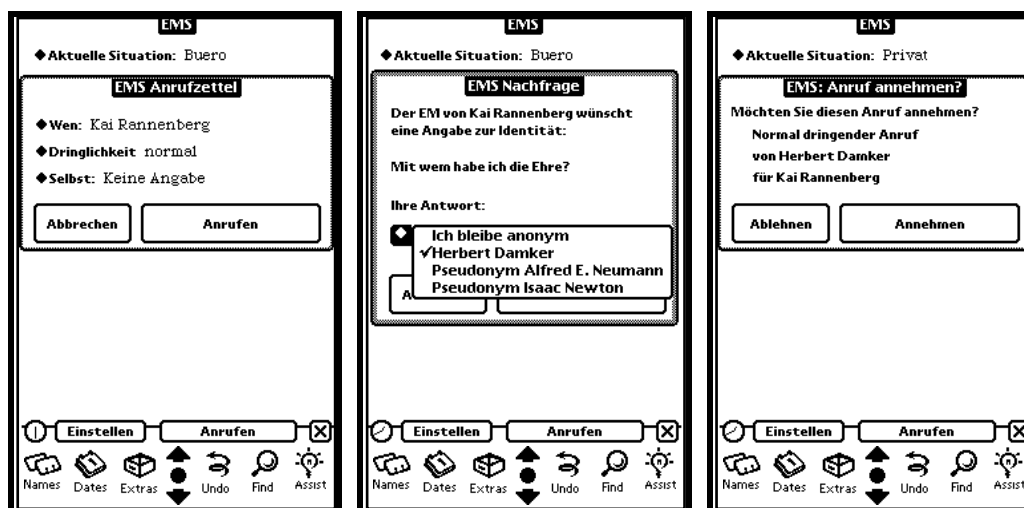 EMS
Aktuelle Situation: Buero
EMS Anrufzettel
Wen: Kai Rannenberg
Dringlichkeit normal
Selbst: Keine Angabe
Abbrechen Anrufen
Einstellen Anrufen
Names Dates Extras Undo Find Assist
EMS
Aktuelle Situation: Buero
EMS Nachfrage
Der EM von Kai Rannenberg wünscht
eine Angabe zur Identität:
Mit wem habe ich die Ehre?
Ihre Antwort:
Ich bleibe anonym
Herbert Damker
Pseudonym Alfred E. Neumann
Pseudonym Isaac Newton
Einstellen Anrufen
Names Dates Extras Undo Find Assist
EMS
Aktuelle Situation: Privat
EMS: Anruf annehmen?
Möchten Sie diesen Anruf annehmen?
Normal dringender Anruf
von Herbert Damker
für Kai Rannenberg
Ablehnen Annehmen
Einstellen Anrufen
Names Dates Extras Undo Find Assist